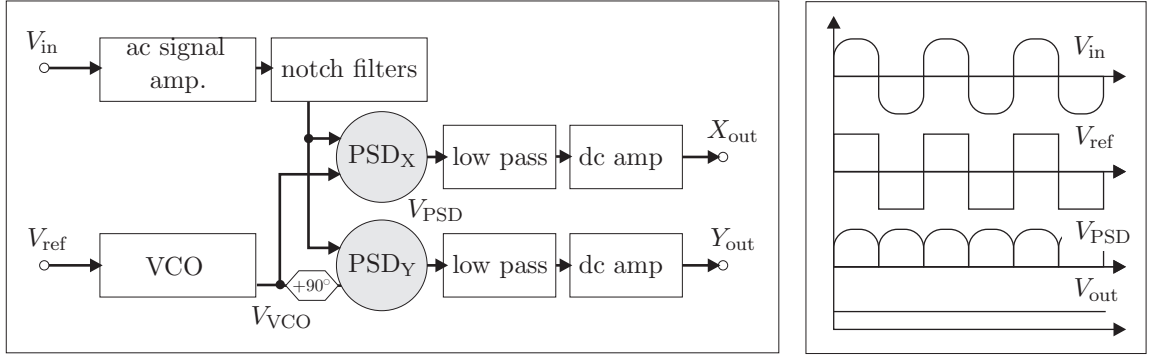 V_in
ac signal
amp.
notch filters
PSD_X
low pass
dc amp
X_out
V_PSD
V_ref
VCO
+90°
V_VCO
PSD_Y
low pass
dc amp
Y_out
V_in
V_ref
V_PSD
V_out